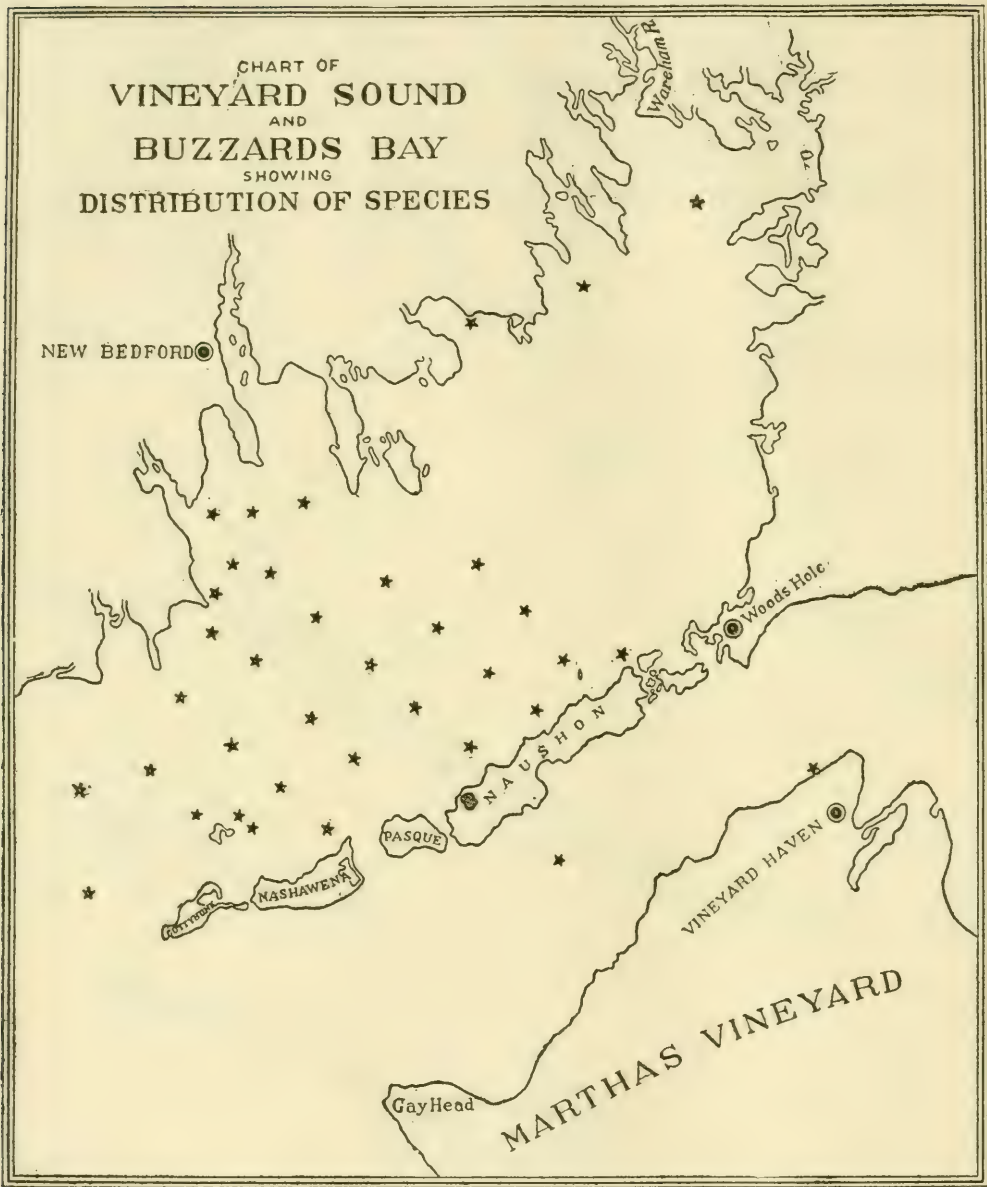 CHART OF
VINEYARD SOUND
AND
BUZZARDS BAY
SHOWING
DISTRIBUTION OF SPECIES
Wareham R.
NEW BEDFORD
Woods Hole
NAUSHON
PASQUE
NASHAWENA
CUTTYHUNK
VINEYARD HAVEN
MARTHAS VINEYARD
Gay Head